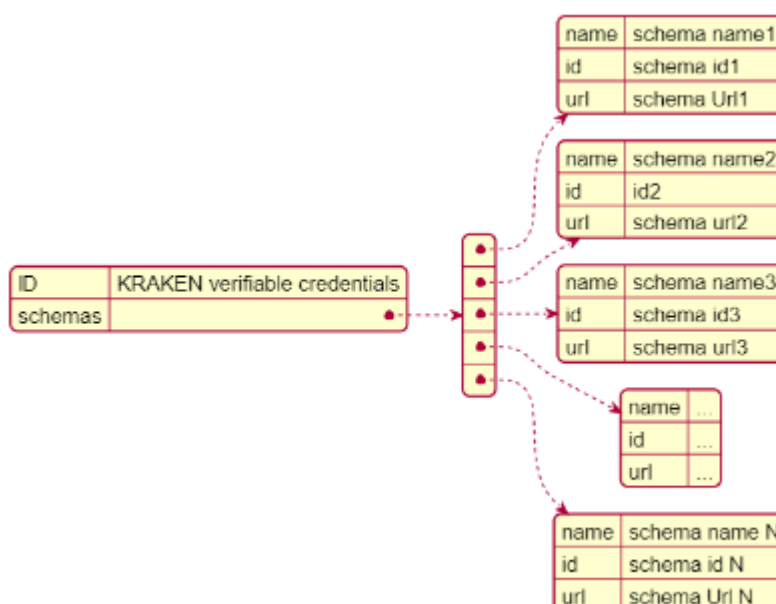 name schema name1
id schema id1
url schema Url1
name schema name2
id id2
url schema url2
ID KRAKEN verifiable credentials
schemas
name schema name3
id schema id3
url schema url3
name ...
id ...
url ...
name schema name N
id schema id N
url schema Url N